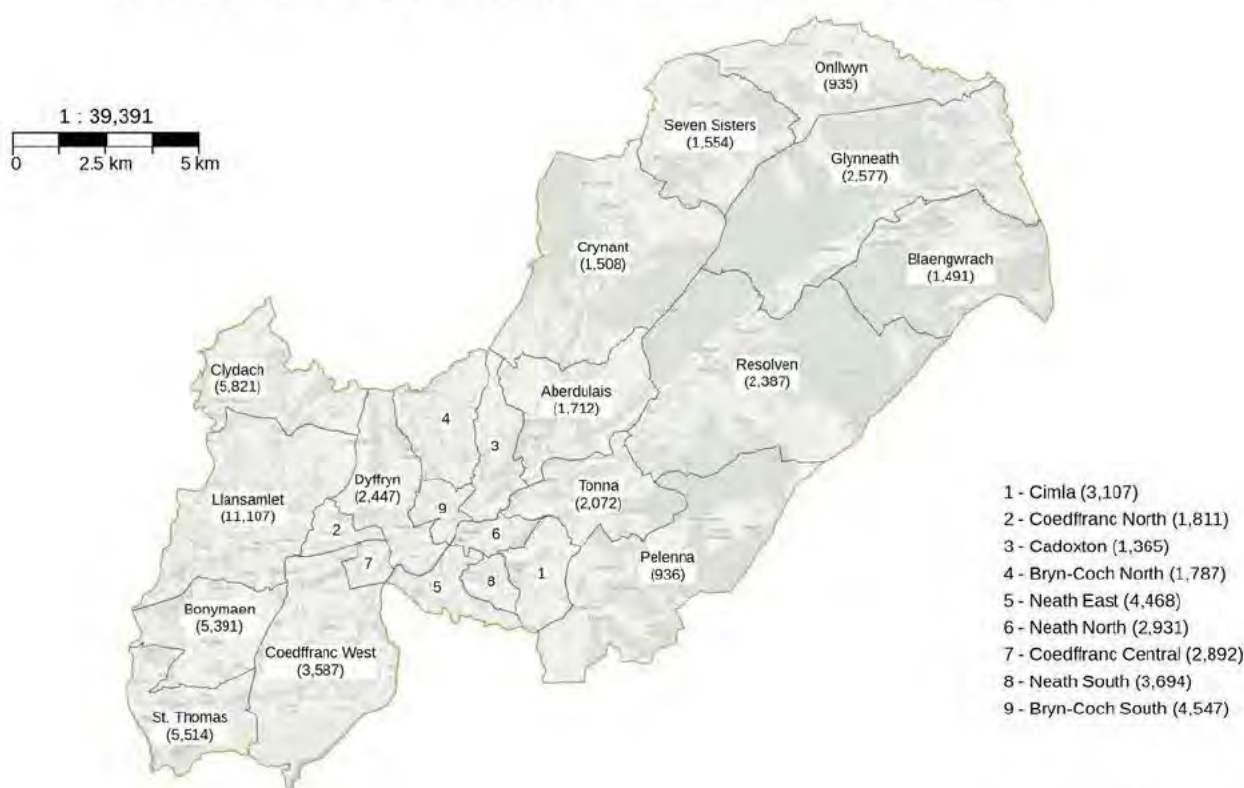 1 : 39,391
0
2.5 km
5 km
Onllwyn
(935)
Seven Sisters
(1,554)
Glynneath
(2,577)
Crynant
(1,508)
Blaengwrach
(1,491)
Clydach
(5,821)
Resolven
(2,387)
Aberdulais
(1,712)
4
3
Dyffryn
(2,447)
Tonna
(2,072)
Llansamlet
(11,107)
9
2
6
Pelenna
(936)
7
5
8
1
Bonymaen
(5,391)
Coedffranc West
(3,587)
St. Thomas
(5,514)
1 - Cimla (3,107)
2 - Coedffranc North (1,811)
3 - Cadoxton (1,365)
4 - Bryn-Coch North (1,787)
5 - Neath East (4,468)
6 - Neath North (2,931)
7 - Coedffranc Central (2,892)
8 - Neath South (3,694)
9 - Bryn-Coch South (4,547)